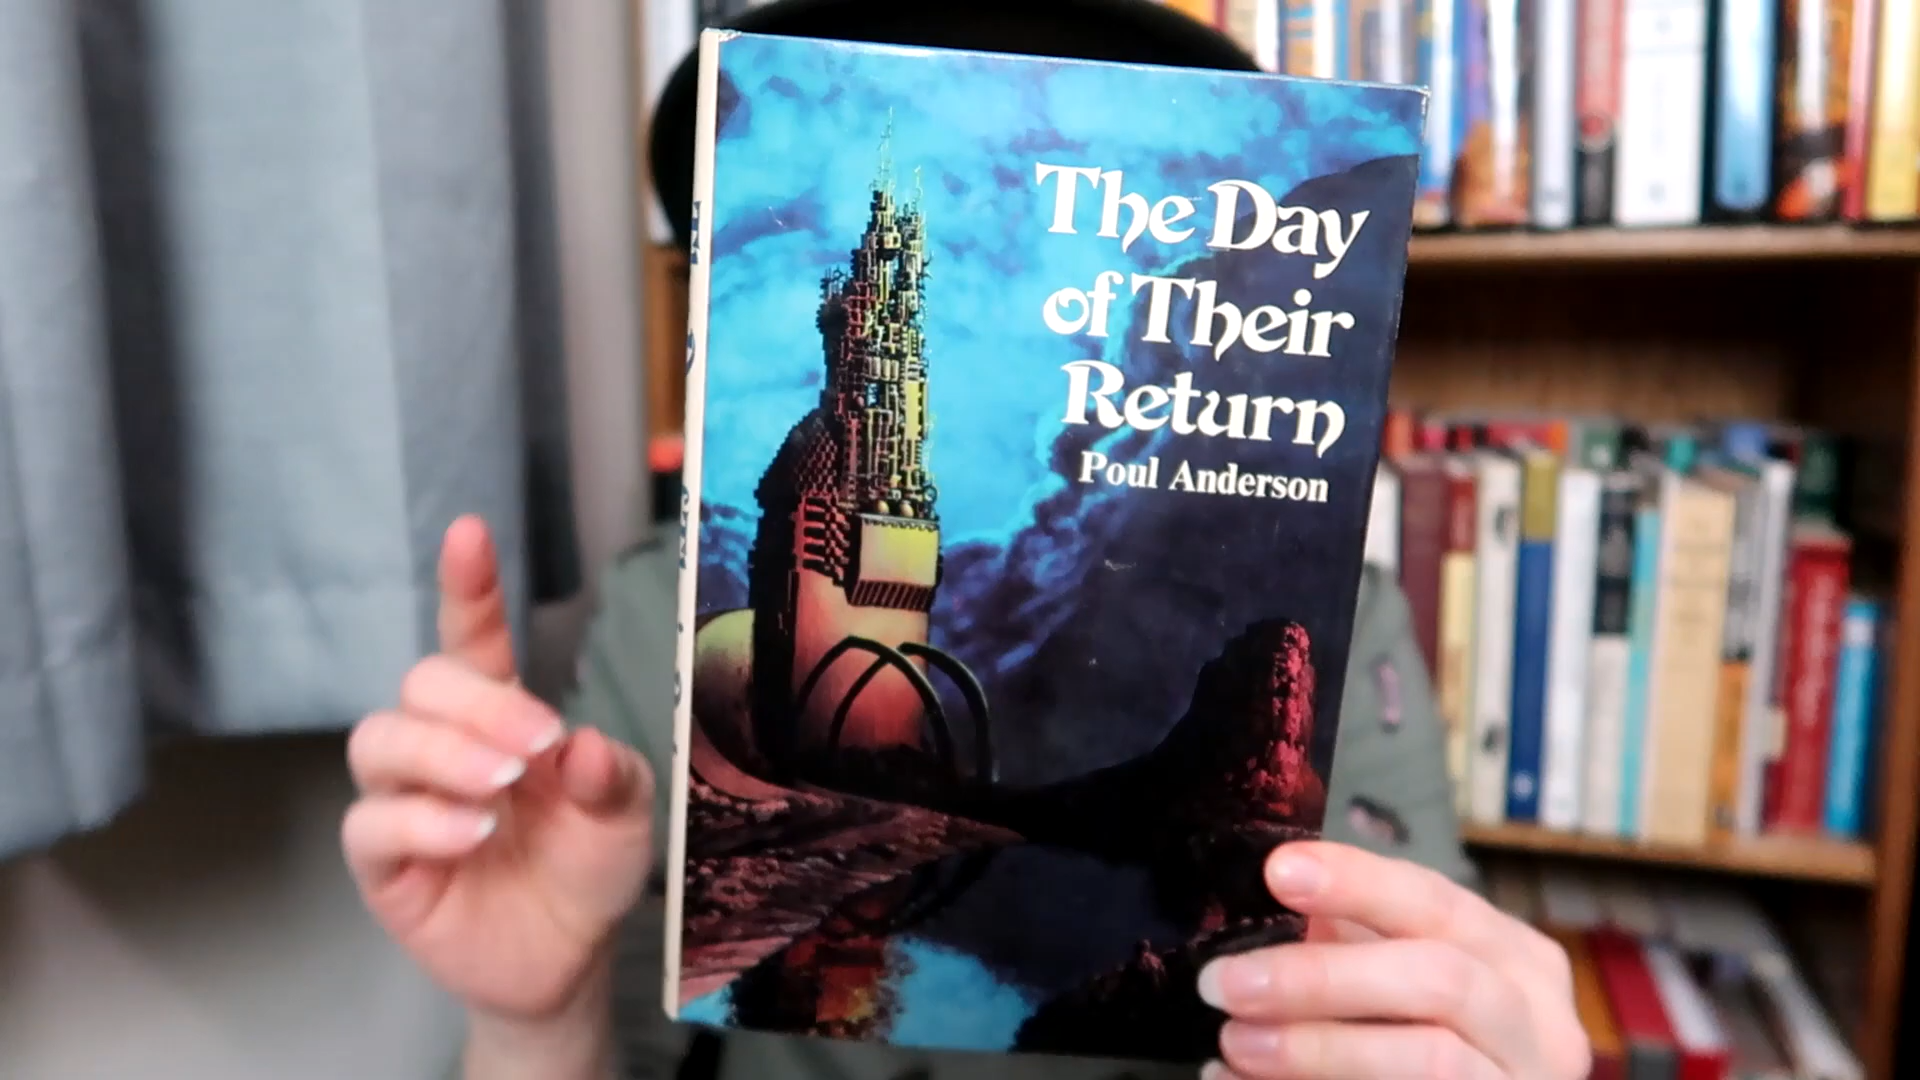 The Day
of Their
Return
Poul Anderson